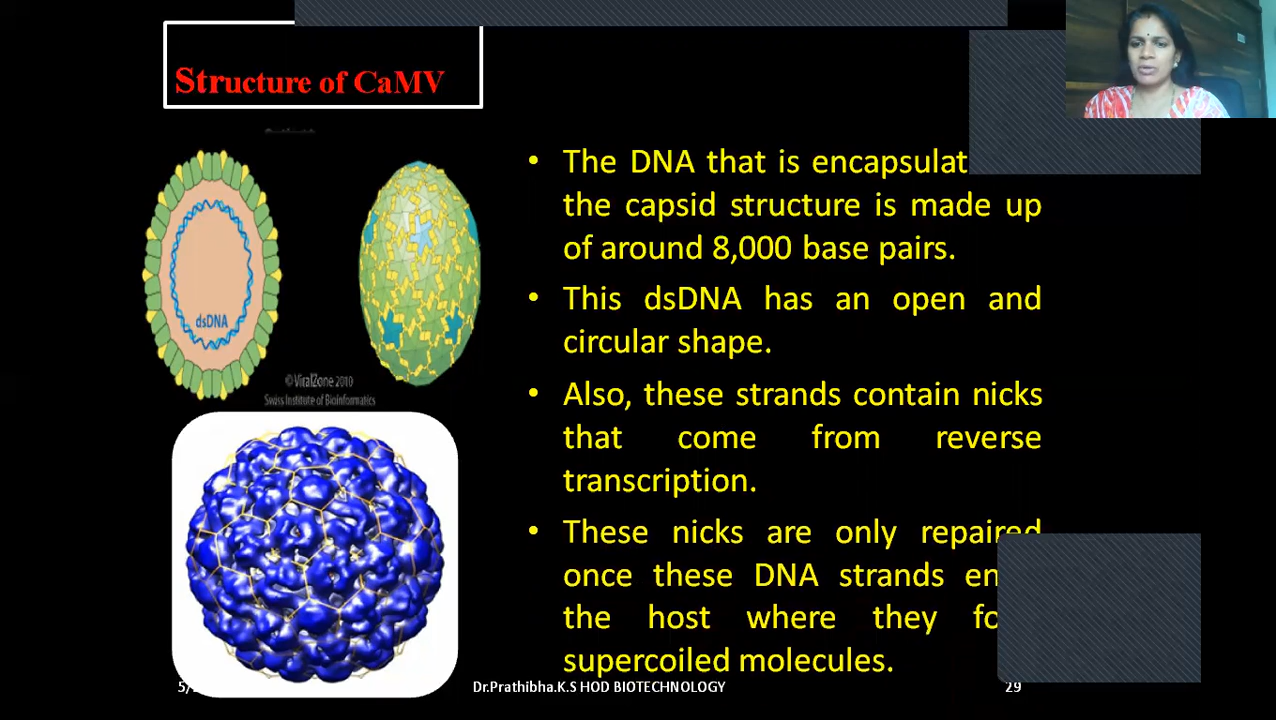 Structure of CaMV
dsDNA
© ViralZone 2010
Swiss Institute of Bioinformatics
• The DNA that is encapsulat
the capsid structure is made up
of around 8,000 base pairs.
• This dsDNA has an open and
circular shape.
• Also, these strands contain nicks
that come from reverse
transcription.
• These nicks are only repaired
once these DNA strands en
the host where they fo
supercoiled molecules.
5/
Dr.Prathibha.K.S HOD BIOTECHNOLOGY
29